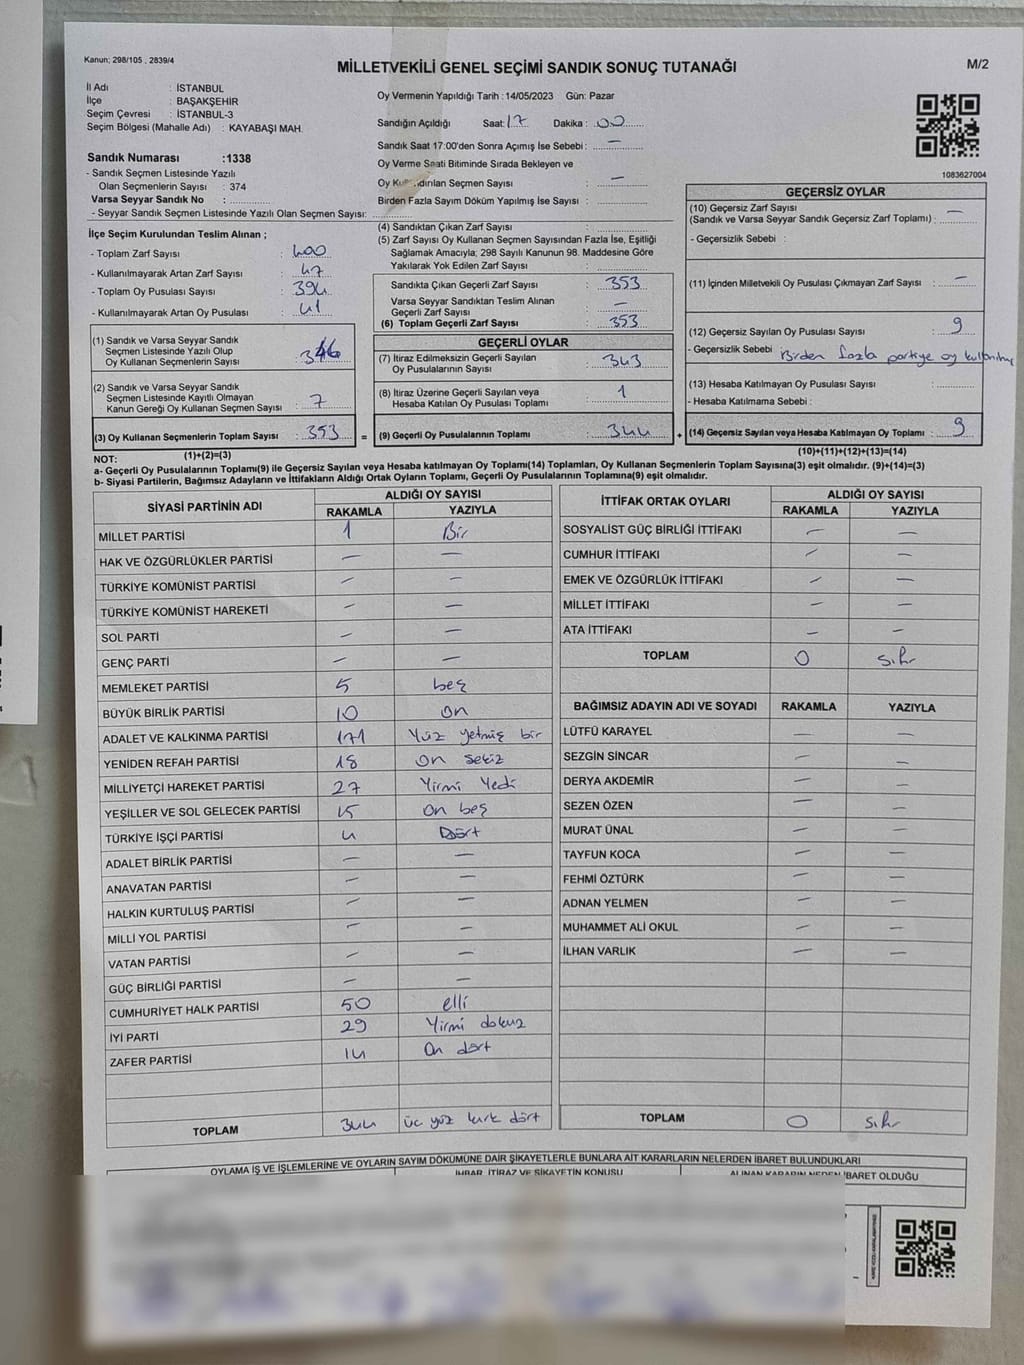 Kanun; 298/105 , 2839/4
MİLLETVEKİLİ GENEL SEÇİMİ SANDIK SONUÇ TUTANAĞI
M/2
İl Adı : İSTANBUL
İlçe : BAŞAKŞEHİR
Seçim Çevresi : İSTANBUL-3
Seçim Bölgesi (Mahalle Adı) : KAYABAŞI MAH.
Sandık Numarası :1338
- Sandık Seçmen Listesinde Yazılı
Olan Seçmenlerin Sayısı : 374
Varsa Seyyar Sandık No :
- Seyyar Sandık Seçmen Listesinde Yazılı Olan Seçmen Sayısı:
İlçe Seçim Kurulundan Teslim Alınan ;
- Toplam Zarf Sayısı : 400
- Kullanılmayarak Artan Zarf Sayısı : 47
- Toplam Oy Pusulası Sayısı : 394
- Kullanılmayarak Artan Oy Pusulası : 41
(1) Sandık ve Varsa Seyyar Sandık
Seçmen Listesinde Yazılı Olup
Oy Kullanan Seçmenlerin Sayısı : 346
(2) Sandık ve Varsa Seyyar Sandık
Seçmen Listesinde Kayıtlı Olmayan
Kanun Gereği Oy Kullanan Seçmen Sayısı : 7
(3) Oy Kullanan Seçmenlerin Toplam Sayısı : 353
(1)+(2)=(3)
Oy Vermenin Yapıldığı Tarih : 14/05/2023 Gün: Pazar
Sandığın Açıldığı Saat: 17 Dakika : 00
Sandık Saat 17:00'den Sonra Açımış İse Sebebi : —
Oy Verme Saati Bitiminde Sırada Bekleyen ve
Oy Kullandırılan Seçmen Sayısı : —
Birden Fazla Sayım Döküm Yapılmış İse Sayısı :
(4) Sandıktan Çıkan Zarf Sayısı :
(5) Zarf Sayısı Oy Kullanan Seçmen Sayısından Fazla İse, Eşitliği
Sağlamak Amacıyla; 298 Sayılı Kanunun 98. Maddesine Göre
Yakılarak Yok Edilen Zarf Sayısı :
Sandıkta Çıkan Geçerli Zarf Sayısı : 353
Varsa Seyyar Sandıktan Teslim Alınan
Geçerli Zarf Sayısı : —
(6) Toplam Geçerli Zarf Sayısı : 353
GEÇERLİ OYLAR
(7) İtiraz Edilmeksizin Geçerli Sayılan
Oy Pusulalarının Sayısı : 343
(8) İtiraz Üzerine Geçerli Sayılan veya
Hesaba Katılan Oy Pusulası Toplamı : 1
= (9) Geçerli Oy Pusulalarının Toplamı : 344 +
1083627004
GEÇERSİZ OYLAR
(10) Geçersiz Zarf Sayısı —
(Sandık ve Varsa Seyyar Sandık Geçersiz Zarf Toplamı) :
- Geçersizlik Sebebi :
(11) İçinden Milletvekili Oy Pusulası Çıkmayan Zarf Sayısı : —
(12) Geçersiz Sayılan Oy Pusulası Sayısı : 9
- Geçersizlik Sebebi : Birden fazla partiye oy kullanılmış
(13) Hesaba Katılmayan Oy Pusulası Sayısı :
- Hesaba Katılmama Sebebi :
(14) Geçersiz Sayılan veya Hesaba Katılmayan Oy Toplamı : 9
(10)+(11)+(12)+(13)=(14)
NOT:
a- Geçerli Oy Pusulalarının Toplamı(9) ile Geçersiz Sayılan veya Hesaba katılmayan Oy Toplamı(14) Toplamları, Oy Kullanan Seçmenlerin Toplam Sayısına(3) eşit olmalıdır. (9)+(14)=(3)
b- Siyasi Partilerin, Bağımsız Adayların ve İttifakların Aldığı Ortak Oyların Toplamı, Geçerli Oy Pusulalarının Toplamına(9) eşit olmalıdır.
SİYASİ PARTİNİN ADI ALDIĞI OY SAYISI
RAKAMLA YAZIYLA
MİLLET PARTİSİ 1 Bir
HAK VE ÖZGÜRLÜKLER PARTİSİ — —
TÜRKİYE KOMÜNİST PARTİSİ — —
TÜRKİYE KOMÜNİST HAREKETİ — —
SOL PARTİ — —
GENÇ PARTİ — —
MEMLEKET PARTİSİ 5 beş
BÜYÜK BİRLİK PARTİSİ 10 on
ADALET VE KALKINMA PARTİSİ 171 Yüz yetmiş bir
YENİDEN REFAH PARTİSİ 18 on sekiz
MİLLİYETÇİ HAREKET PARTİSİ 27 Yirmi Yedi
YEŞİLLER VE SOL GELECEK PARTİSİ 15 on beş
TÜRKİYE İŞÇİ PARTİSİ 4 Dört
ADALET BİRLİK PARTİSİ — —
ANAVATAN PARTİSİ — —
HALKIN KURTULUŞ PARTİSİ — —
MİLLİ YOL PARTİSİ — —
VATAN PARTİSİ — —
GÜÇ BİRLİĞİ PARTİSİ — —
CUMHURİYET HALK PARTİSİ 50 elli
İYİ PARTİ 29 Yirmi dokuz
ZAFER PARTİSİ 14 On dört
TOPLAM 344 üç yüz kırk dört
İTTİFAK ORTAK OYLARI ALDIĞI OY SAYISI
RAKAMLA YAZIYLA
SOSYALİST GÜÇ BİRLİĞİ İTTİFAKI — —
CUMHUR İTTİFAKI — —
EMEK VE ÖZGÜRLÜK İTTİFAKI — —
MİLLET İTTİFAKI — —
ATA İTTİFAKI — —
TOPLAM 0 sıfır
BAĞIMSIZ ADAYIN ADI VE SOYADI RAKAMLA YAZIYLA
LÜTFÜ KARAYEL — —
SEZGİN SİNCAR — —
DERYA AKDEMİR — —
SEZEN ÖZEN — —
MURAT ÜNAL — —
TAYFUN KOCA — —
FEHMİ ÖZTÜRK — —
ADNAN YELMEN — —
MUHAMMET ALİ OKUL — —
İLHAN VARLIK — —
TOPLAM 0 sıfır
OYLAMA İŞ VE İŞLEMLERİNE VE OYLARIN SAYIM DÖKÜMÜNE DAİR ŞİKAYETLERLE BUNLARA AİT KARARLARIN NELERDEN İBARET BULUNDUKLARI
İHBAR, İTİRAZ VE ŞİKAYETİN KONUSU ALINAN KARARIN NEDEN İBARET OLDUĞU